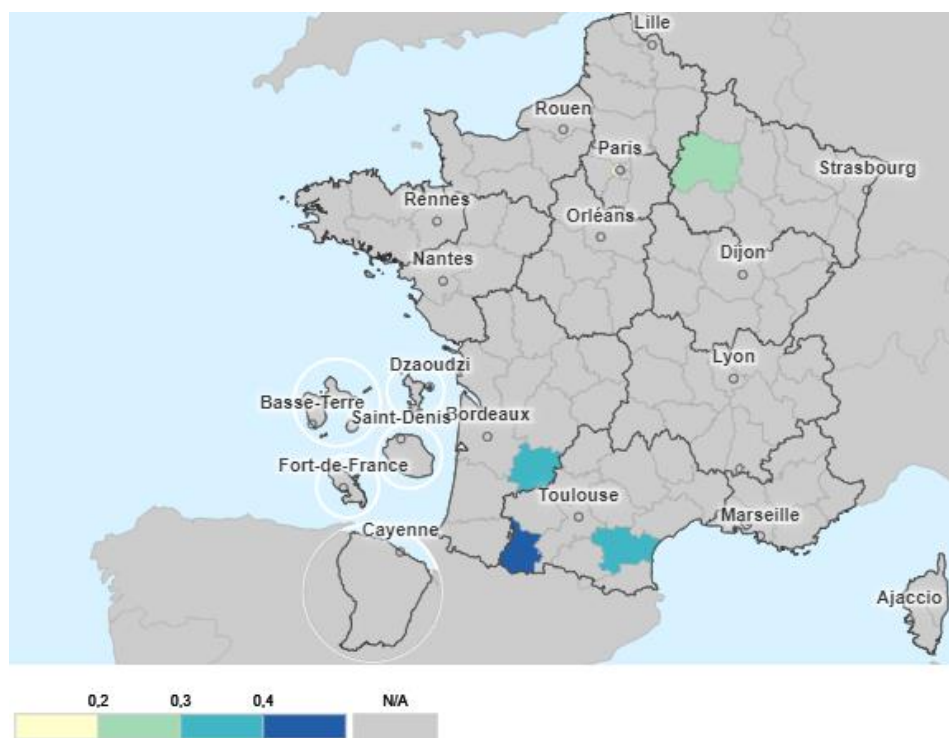 Lille
Rouen
Paris
Strasbourg
Rennes
Orléans
Nantes
Dijon
Dzaoudzi
Lyon
Basse-Terre
Saint-Denis
Bordeaux
Fort-de-France
Toulouse
Marseille
Cayenne
Ajaccio
0,2 0,3 0,4 N/A